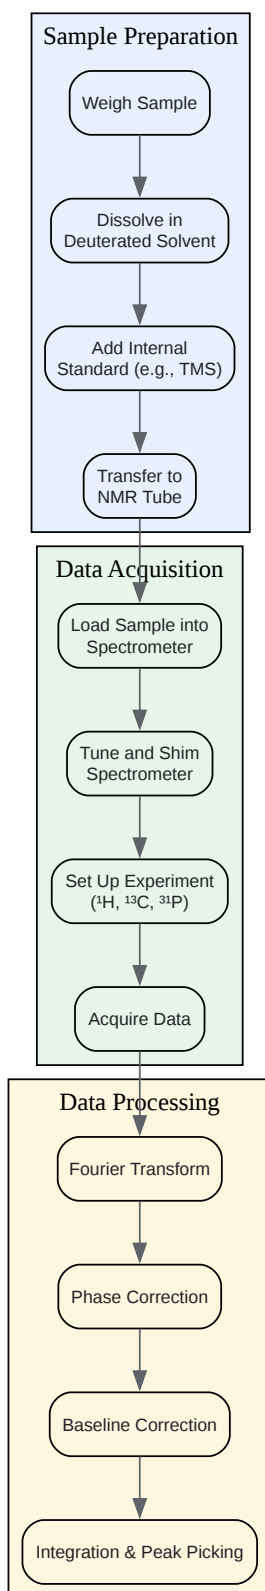 Sample Preparation
Weigh Sample
Dissolve in
Deuterated Solvent
Add Internal
Standard (e.g., TMS)
Transfer to
NMR Tube
Data Acquisition
Load Sample into
Spectrometer
Tune and Shim
Spectrometer
Set Up Experiment
(¹H, ¹³C, ³¹P)
Acquire Data
Data Processing
Fourier Transform
Phase Correction
Baseline Correction
Integration & Peak Picking